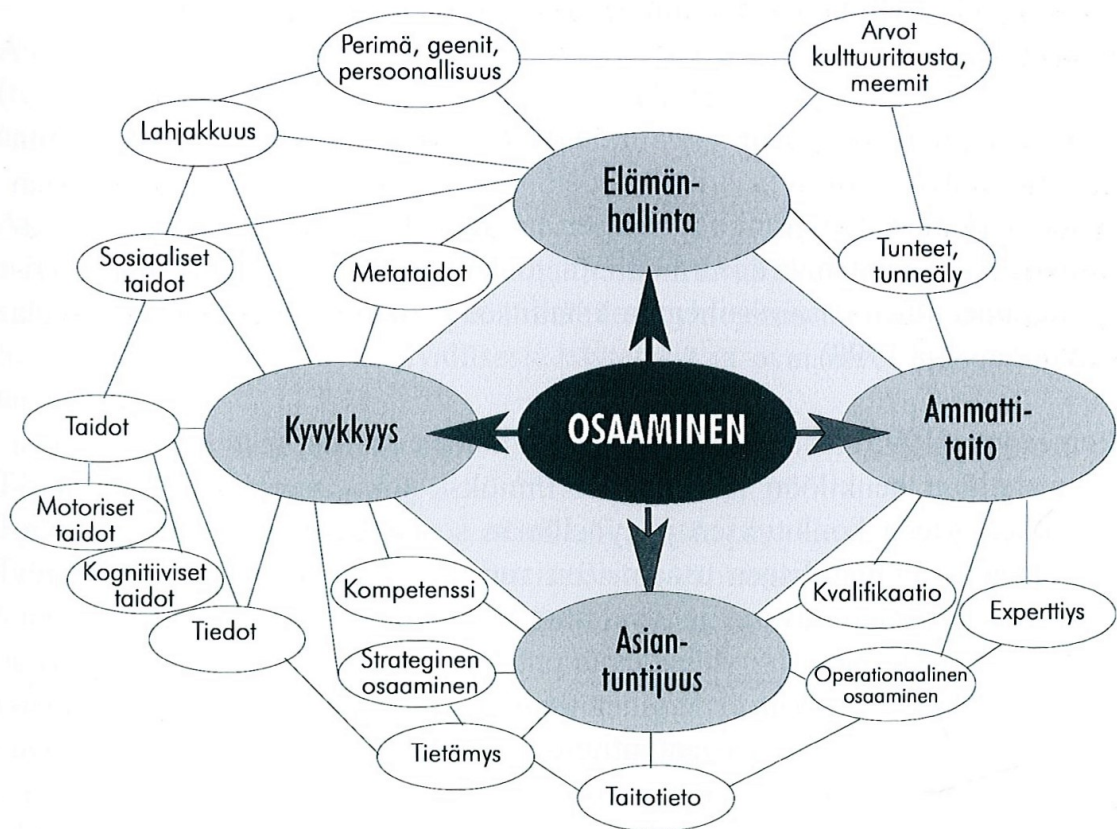 Perimä, geenit,
persoonallisuus
Arvot
kulttuuritausta,
meemit
Lahjakkuus
Elämän-
hallinta
Sosiaaliset
taidot
Metataidot
Tunteet,
tunneäly
Taidot
Kyvykkyys
OSAAMINEN
Ammatti-
taito
Motoriset
taidot
Kognitiiviset
taidot
Kompetenssi
Kvalifikaatio
Experttiys
Tiedot
Strateginen
osaaminen
Asian-
tuntijuus
Operationaalinen
osaaminen
Tietämys
Taitotieto